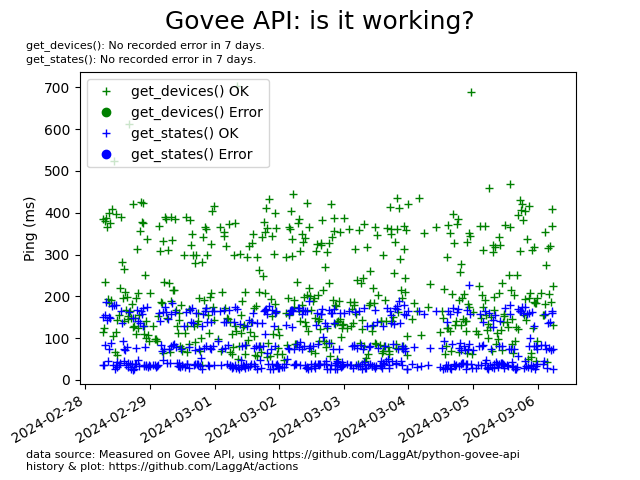 Govee API: is it working?
get_devices(): No recorded error in 7 days.
get_states(): No recorded error in 7 days.
700
600
500
400
300
200
100
0
Ping (ms)
get_devices() OK
get_devices() Error
get_states() OK
get_states() Error
2024-02-28
2024-02-29
2024-03-01
2024-03-02
2024-03-03
2024-03-04
2024-03-05
2024-03-06
data source: Measured on Govee API, using https://github.com/LaggAt/python-govee-api
history & plot: https://github.com/LaggAt/actions